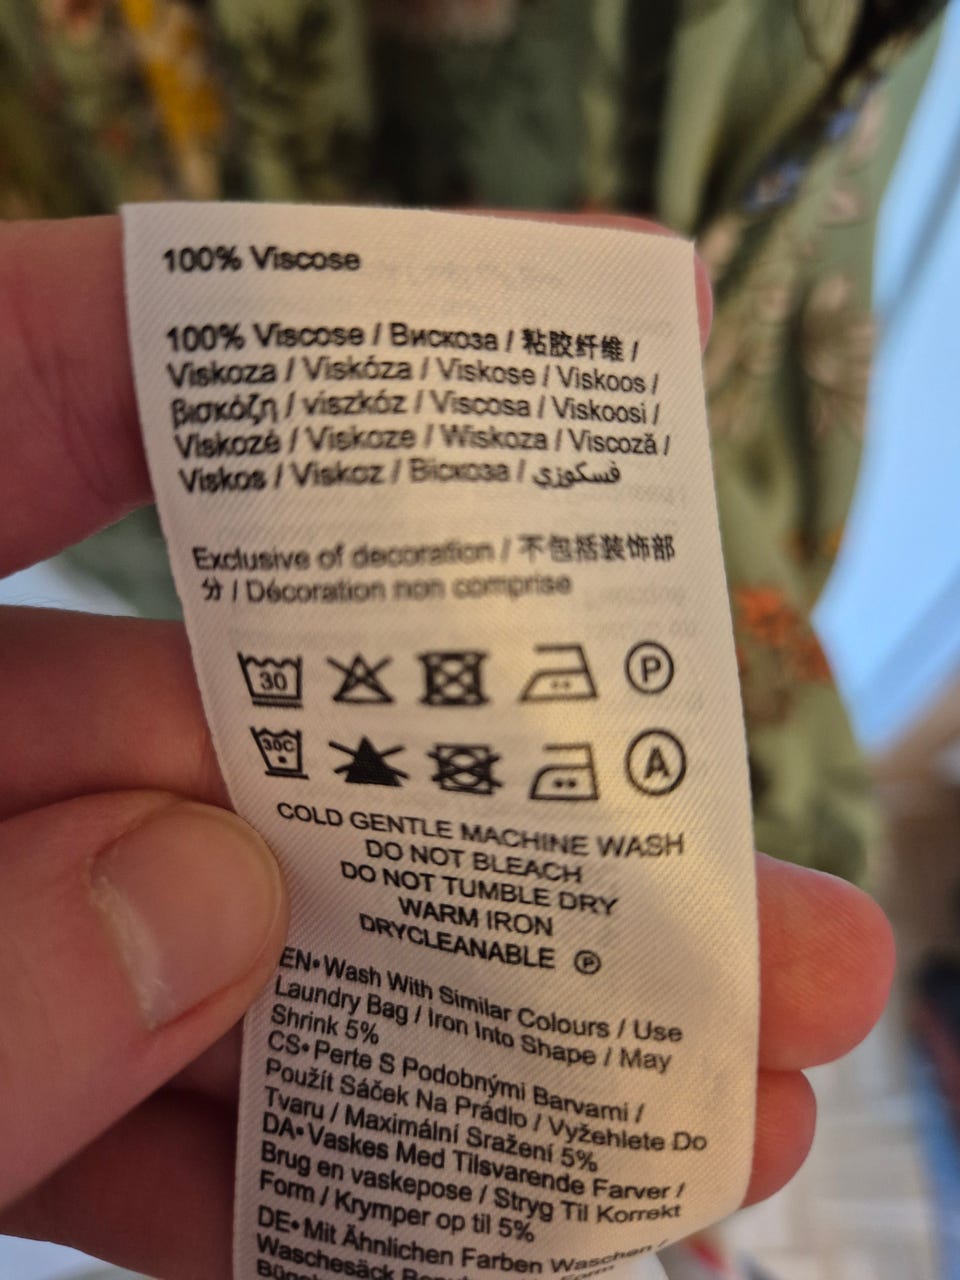 100% Viscose
100% Viscose / Вискоза / 粘胶纤维 /
Viskoza / Viskóza / Viskose / Viskoos /
βισκόζη / viszkóz / Viscosa / Viskoosi /
Viskozė / Viskoze / Wiskoza / Viscoză /
Viskos / Viskoz / Віскоза / فسكوزي
Exclusive of decoration / 不包括装饰部
分 / Décoration non comprise
30 P
30C A
COLD GENTLE MACHINE WASH
DO NOT BLEACH
DO NOT TUMBLE DRY
WARM IRON
DRYCLEANABLE Ⓟ
EN• Wash With Similar Colours / Use
Laundry Bag / Iron Into Shape / May
Shrink 5%
CS• Perte S Podobnými Barvami /
Použít Sáček Na Prádlo / Vyžehlete Do
Tvaru / Maximální Sražení 5%
DA• Vaskes Med Tilsvarende Farver /
Brug en vaskepose / Stryg Til Korrekt
Form / Krymper op til 5%
DE• Mit Ähnlichen Farben Waschen /
Waschesäck